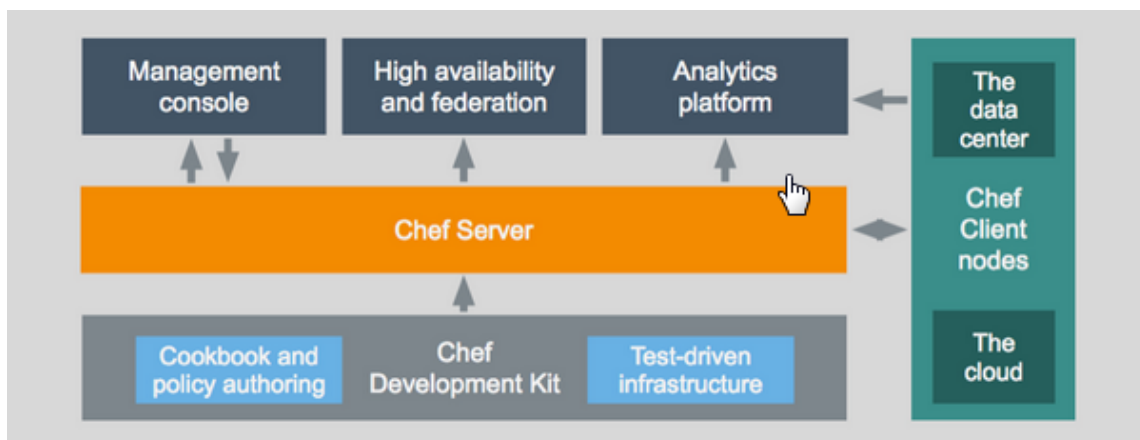 Management
console
High availability
and federation
Analytics
platform
The
data
center
Chef Server
Chef
Client
nodes
Cookbook and
policy authoring
Chef
Development Kit
Test-driven
infrastructure
The
cloud